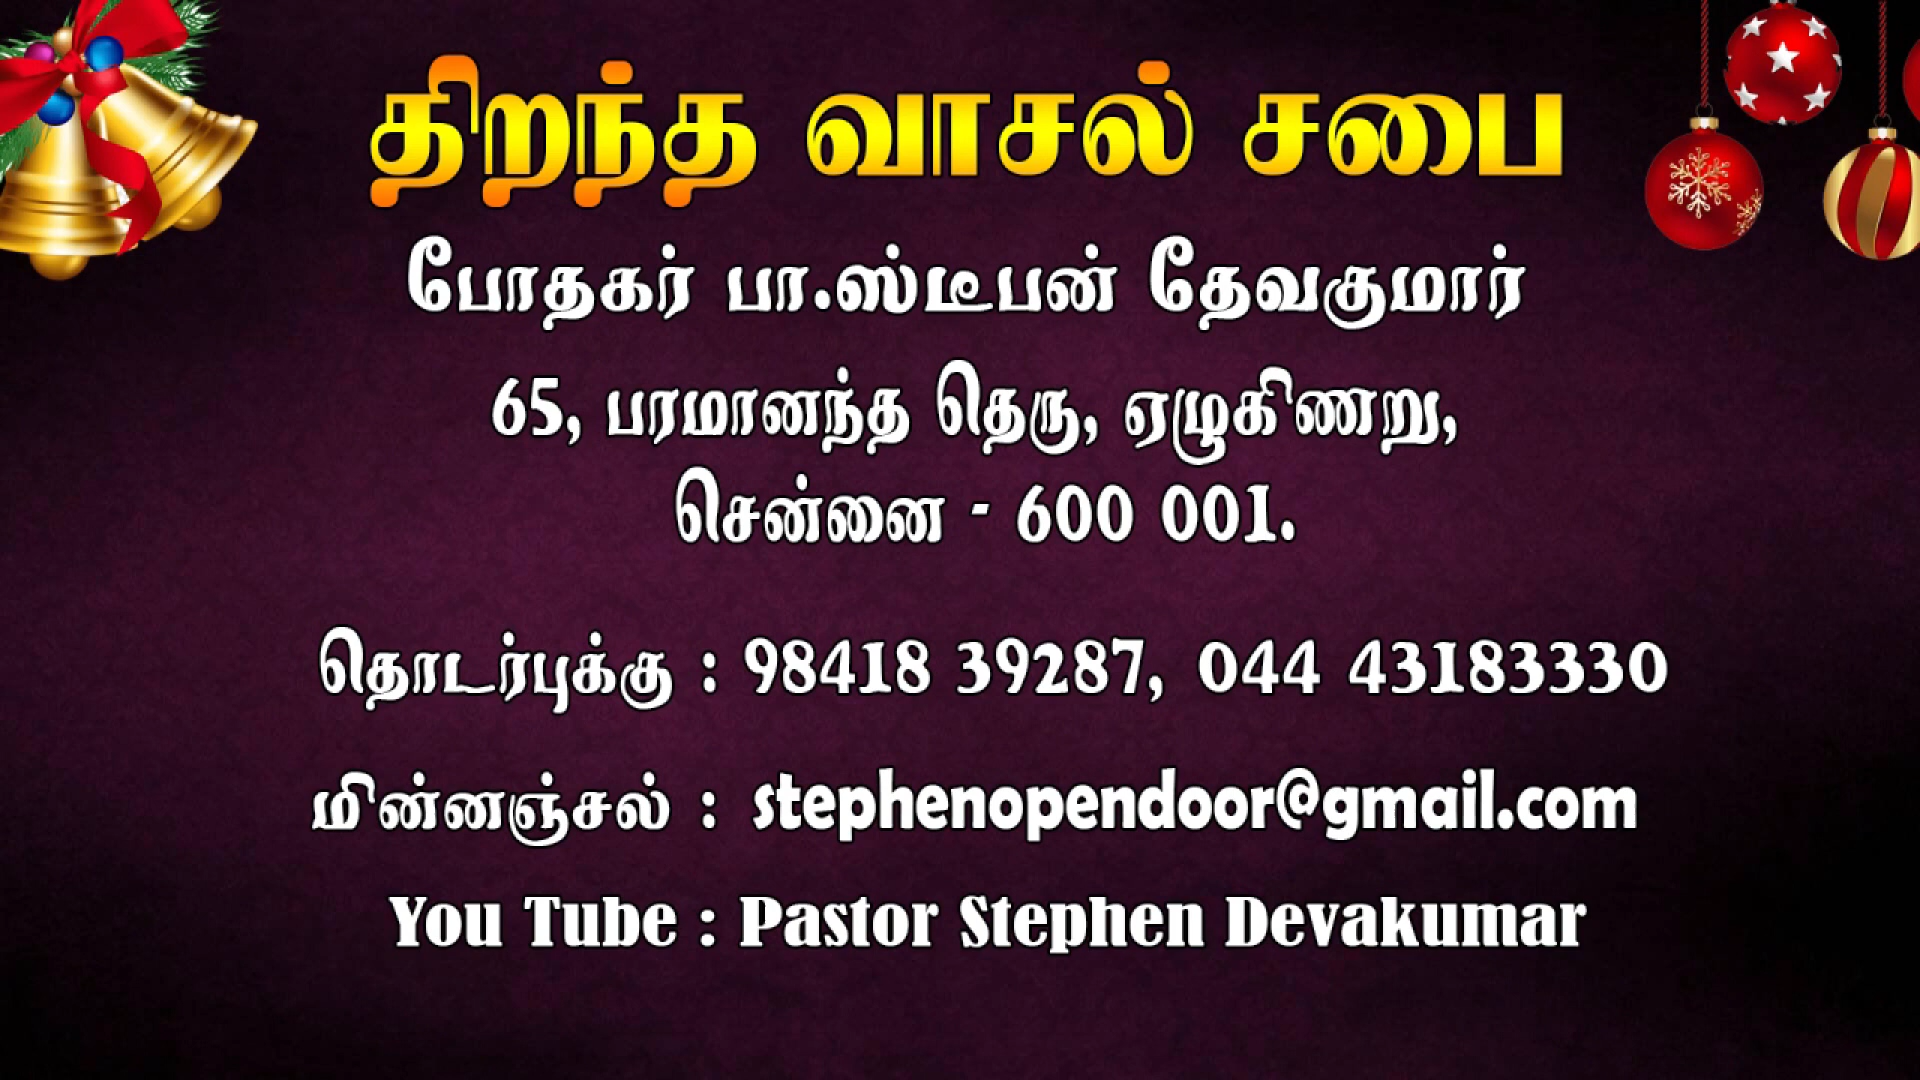 திறந்த வாசல் சபை
போதகர் பா.ஸ்டீபன் தேவகுமார்
65, பரமானந்த தெரு, ஏழுகிணறு,
சென்னை - 600 001.
தொடர்புக்கு : 98418 39287, 044 43183330
மின்னஞ்சல் : stephenopendoor@gmail.com
You Tube : Pastor Stephen Devakumar